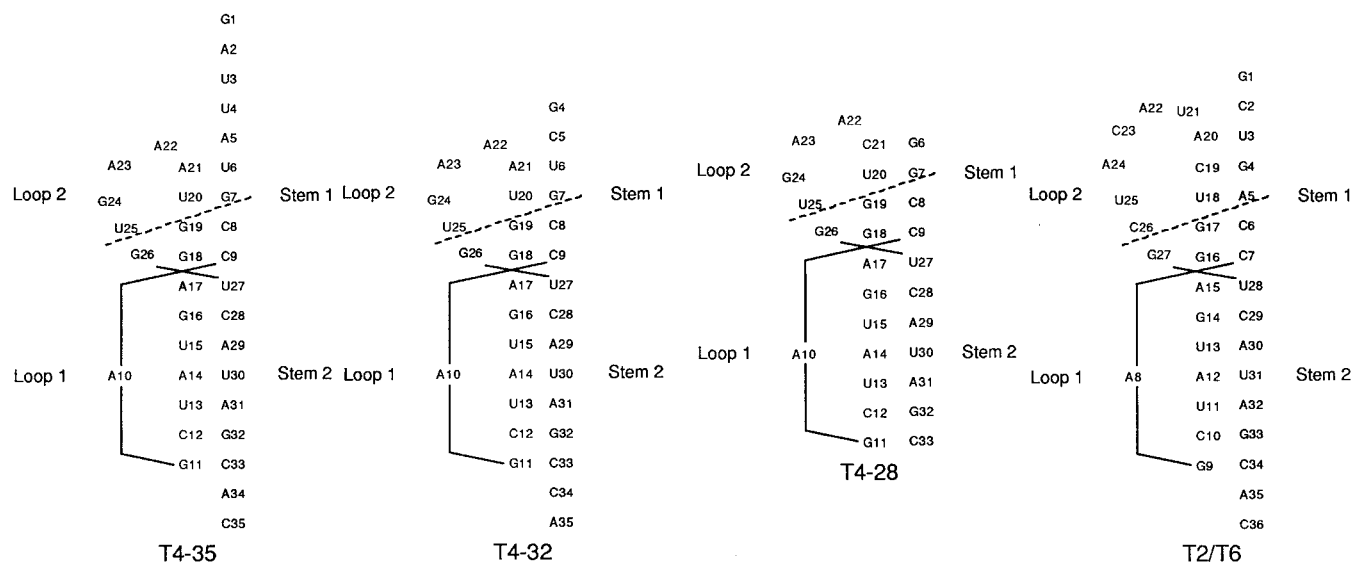 G1
A2
U3
U4
A22 A5
A23 A21 U6
Loop 2 G24 U20 G7 Stem 1
U25 G19 C8
G26 G18 C9
A17 U27
G16 C28
U15 A29
Loop 1 A10 A14 U30 Stem 2
U13 A31
C12 G32
G11 C33
A34
C35
T4-35
G4
A22 C5
A23 A21 U6
Loop 2 G24 U20 G7 Stem 1
U25 G19 C8
G26 G18 C9
A17 U27
G16 C28
U15 A29
Loop 1 A10 A14 U30 Stem 2
U13 A31
C12 G32
G11 C33
C34
A35
T4-32
A22
A23 C21 G6
Loop 2 G24 U20 G7 Stem 1
U25 G19 C8
G26 G18 C9
A17 U27
G16 C28
U15 A29
Loop 1 A10 A14 U30 Stem 2
U13 A31
C12 G32
G11 C33
T4-28
G1
A22 U21 C2
C23 A20 U3
A24 C19 G4
Loop 2 U25 U18 A5 Stem 1
C26 G17 C6
G27 G16 C7
A15 U28
G14 C29
U13 A30
Loop 1 A8 A12 U31 Stem 2
U11 A32
C10 G33
G9 C34
A35
C36
T2/T6